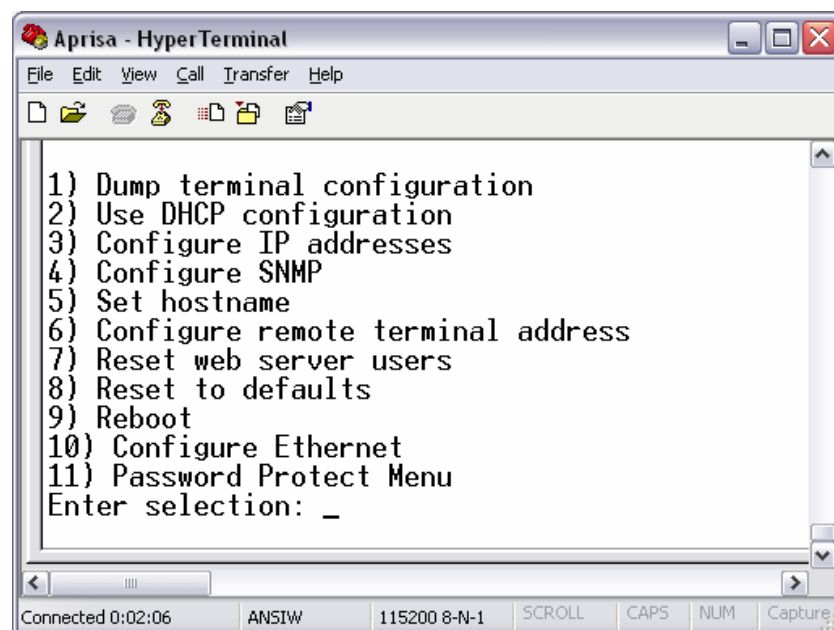 Aprisa - HyperTerminal
File Edit View Call Transfer Help
1) Dump terminal configuration
2) Use DHCP configuration
3) Configure IP addresses
4) Configure SNMP
5) Set hostname
6) Configure remote terminal address
7) Reset web server users
8) Reset to defaults
9) Reboot
10) Configure Ethernet
11) Password Protect Menu
Enter selection: _
Connected 0:02:06 ANSIW 115200 8-N-1 SCROLL CAPS NUM Capture